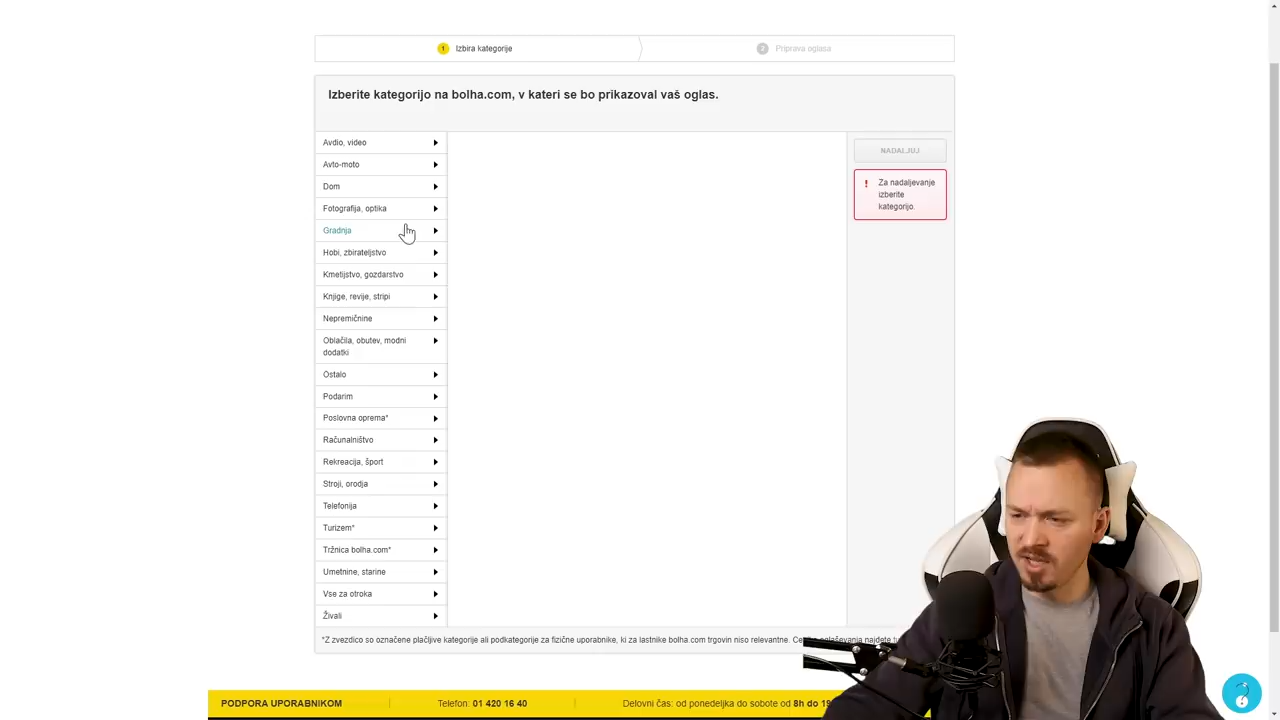 1 Izbira kategorije
2 Priprava oglasa
Izberite kategorijo na bolha.com, v kateri se bo prikazoval vaš oglas.
Avdio, video
Avto-moto
Dom
Fotografija, optika
Gradnja
Hobi, zbirateljstvo
Kmetijstvo, gozdarstvo
Knjige, revije, stripi
Nepremičnine
Oblačila, obutev, modni
dodatki
Ostalo
Podarim
Poslovna oprema*
Računalništvo
Rekreacija, šport
Stroji, orodja
Telefonija
Turizem*
Tržnica bolha.com*
Umetnine, starine
Vse za otroka
Živali
NADALJUJ
! Za nadaljevanje
izberite
kategorijo.
*Z zvezdico so označene plačljive kategorije ali podkategorije za fizične uporabnike, ki za lastnike bolha.com trgovin niso relevantne.
PODPORA UPORABNIKOM
Telefon: 01 420 16 40
Delovni čas: od ponedeljka do sobote od 8h do
?